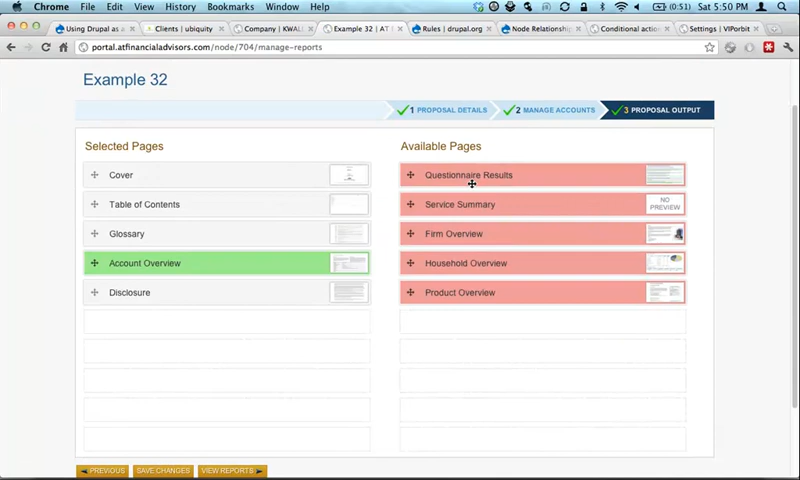 Chrome File Edit View History Bookmarks Window Help (0:51) Sat 5:50 PM
Using Drupal as a Clients | ubiquity Company | KWALL Example 32 | AT Rules | drupal.org Node Relationship Conditional action Settings | VIPorbit
portal.atfinancialadvisors.com/node/704/manage-reports
Example 32
1 PROPOSAL DETAILS 2 MANAGE ACCOUNTS 3 PROPOSAL OUTPUT
Selected Pages Available Pages
Cover Questionnaire Results
Table of Contents Service Summary NO PREVIEW
Glossary Firm Overview
Account Overview Household Overview
Disclosure Product Overview
PREVIOUS SAVE CHANGES VIEW REPORTS